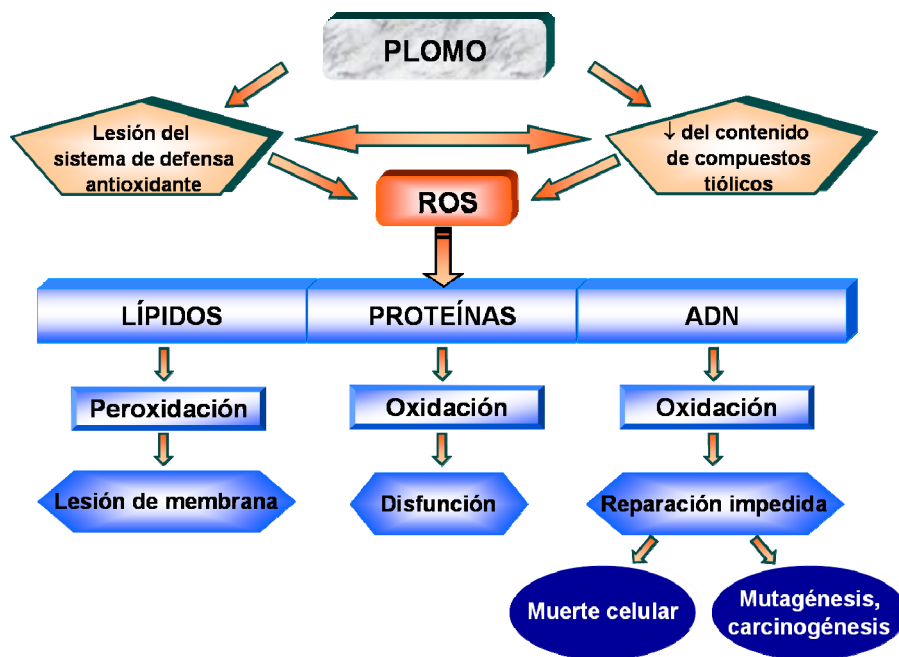 PLOMO
Lesión del
sistema de defensa
antioxidante
↓ del contenido
de compuestos
tiólicos
ROS
LÍPIDOS
PROTEÍNAS
ADN
Peroxidación
Oxidación
Oxidación
Lesión de membrana
Disfunción
Reparación impedida
Muerte celular
Mutagénesis,
carcinogénesis